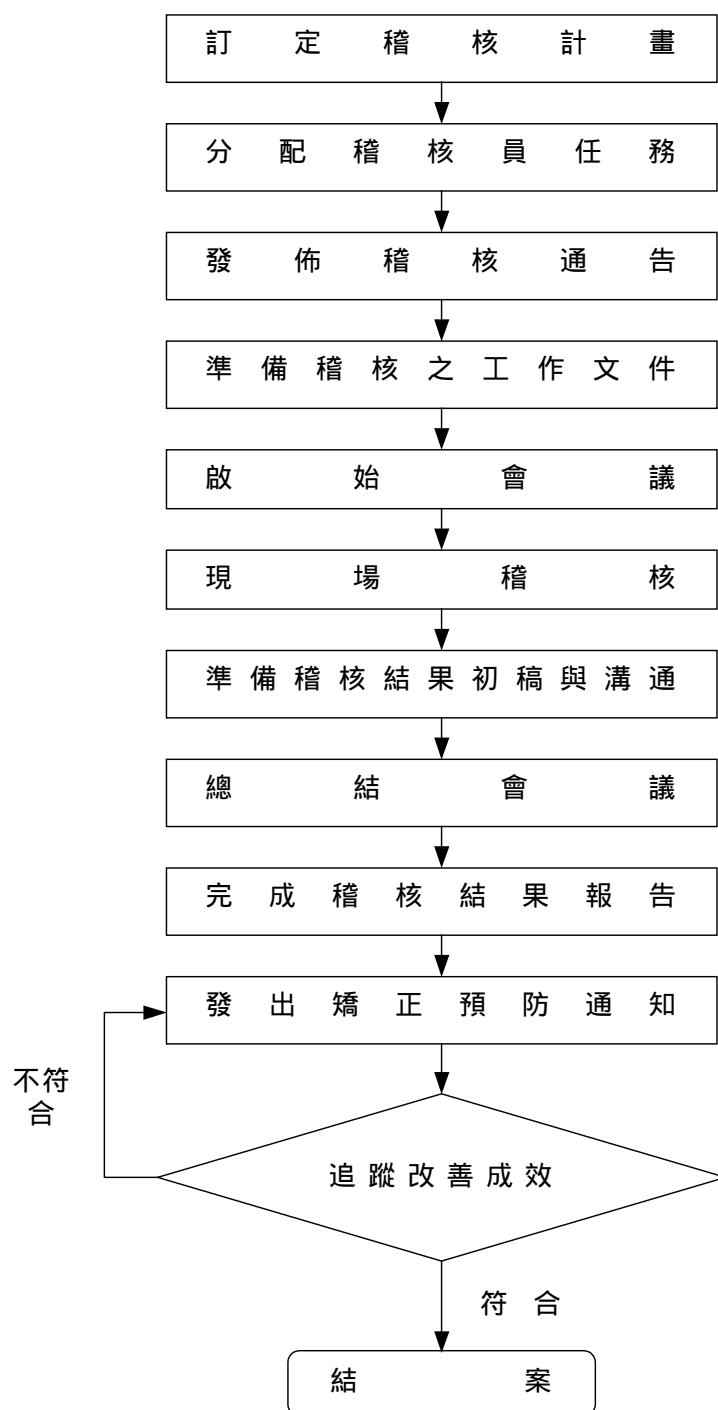 訂定稽核計畫
分配稽核員任務
發佈稽核通告
準備稽核之工作文件
啟始會議
現場稽核
準備稽核結果初稿與溝通
總結會議
完成稽核結果報告
發出矯正預防通知
不符
合
追蹤改善成效
符合
結案